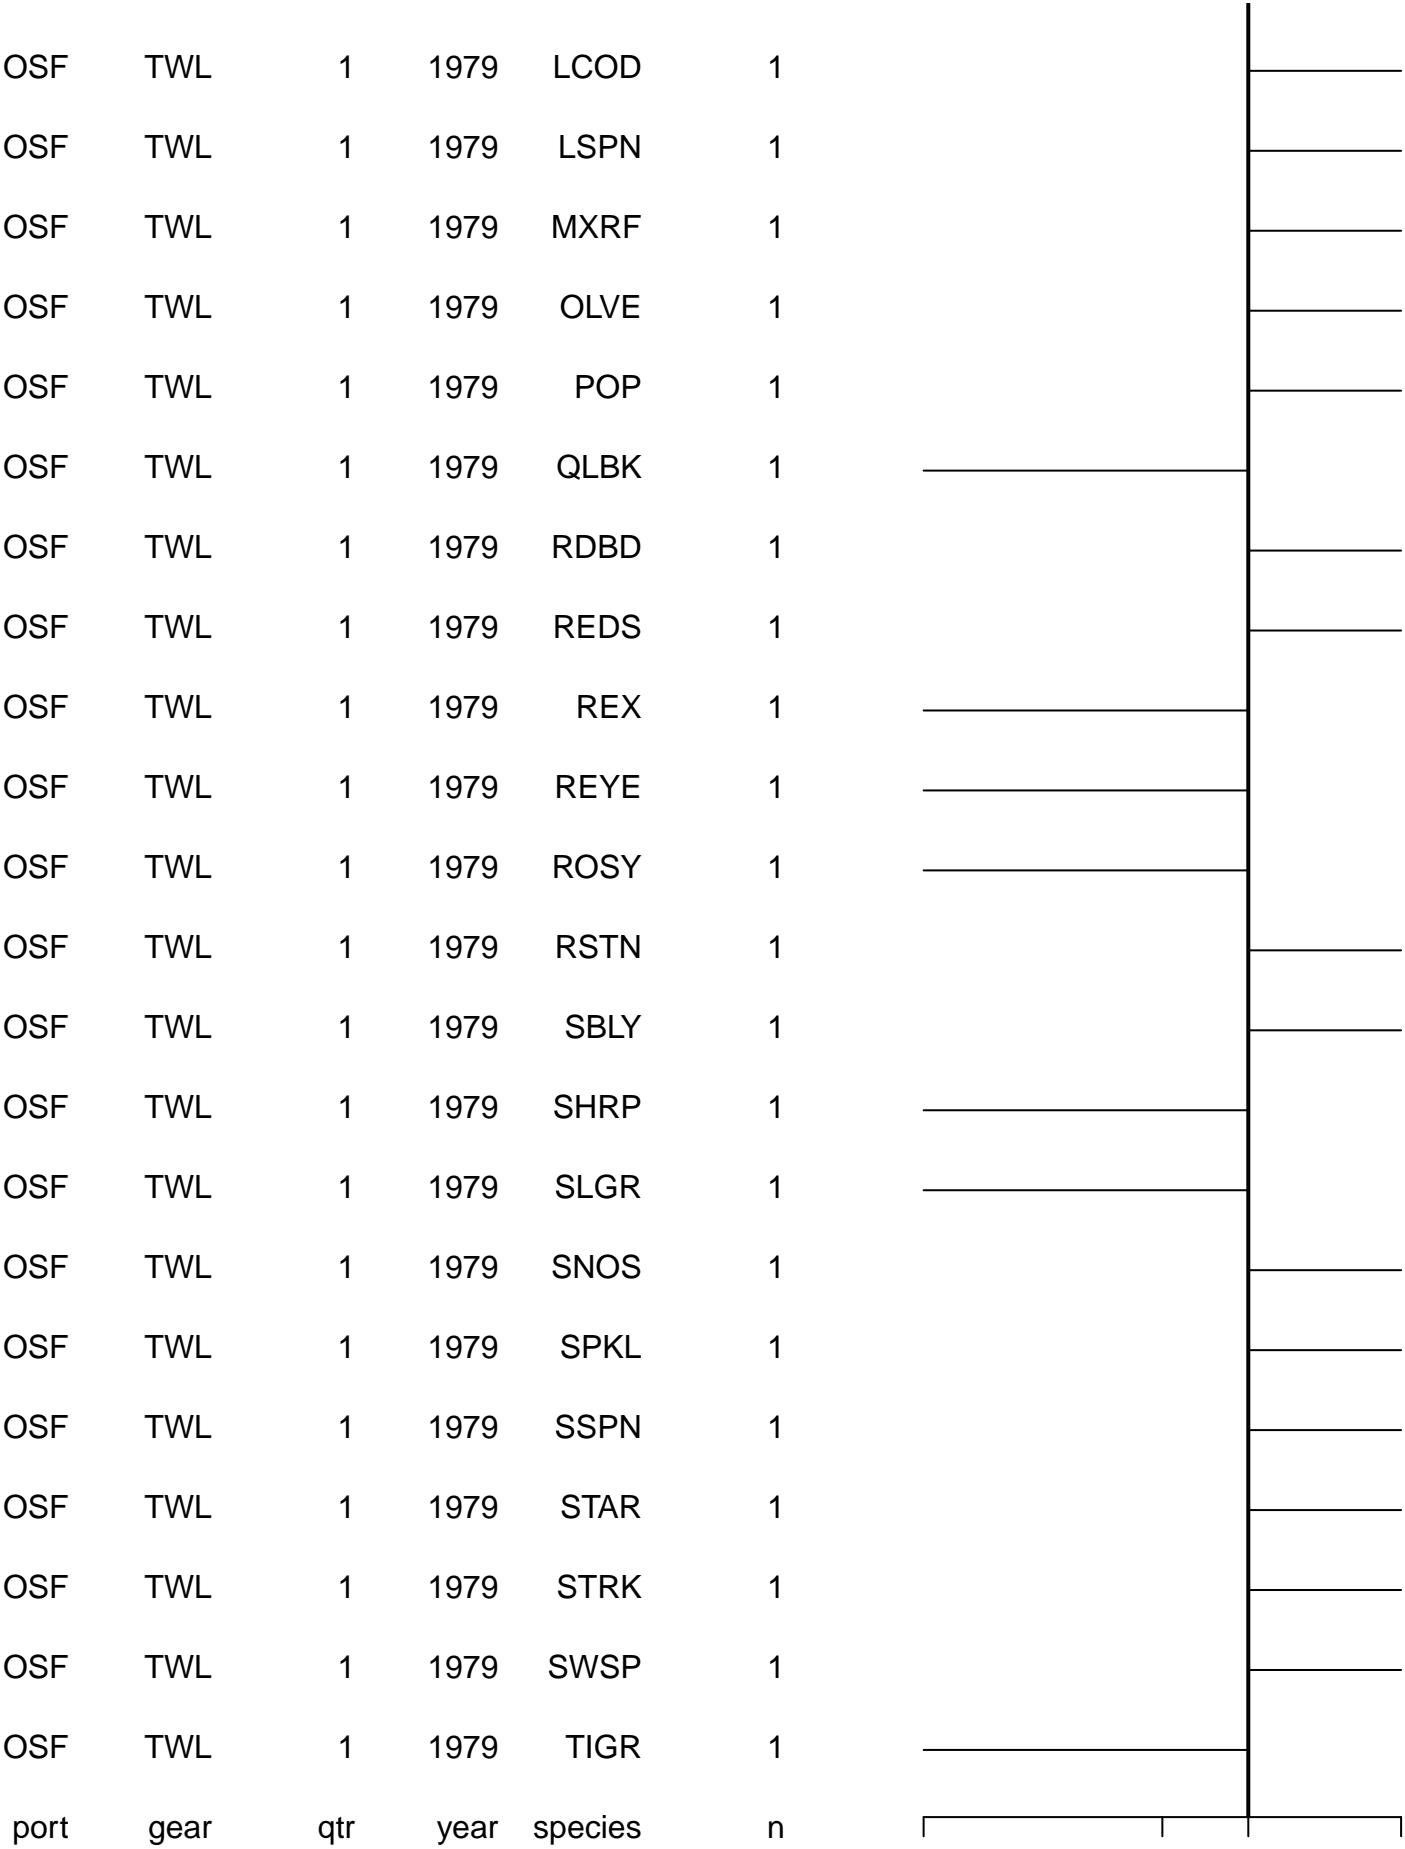 OSF TWL 1 1979 LCOD 1
OSF TWL 1 1979 LSPN 1
OSF TWL 1 1979 MXRF 1
OSF TWL 1 1979 OLVE 1
OSF TWL 1 1979 POP 1
OSF TWL 1 1979 QLBK 1
OSF TWL 1 1979 RDBD 1
OSF TWL 1 1979 REDS 1
OSF TWL 1 1979 REX 1
OSF TWL 1 1979 REYE 1
OSF TWL 1 1979 ROSY 1
OSF TWL 1 1979 RSTN 1
OSF TWL 1 1979 SBLY 1
OSF TWL 1 1979 SHRP 1
OSF TWL 1 1979 SLGR 1
OSF TWL 1 1979 SNOS 1
OSF TWL 1 1979 SPKL 1
OSF TWL 1 1979 SSPN 1
OSF TWL 1 1979 STAR 1
OSF TWL 1 1979 STRK 1
OSF TWL 1 1979 SWSP 1
OSF TWL 1 1979 TIGR 1
port gear qtr year species n